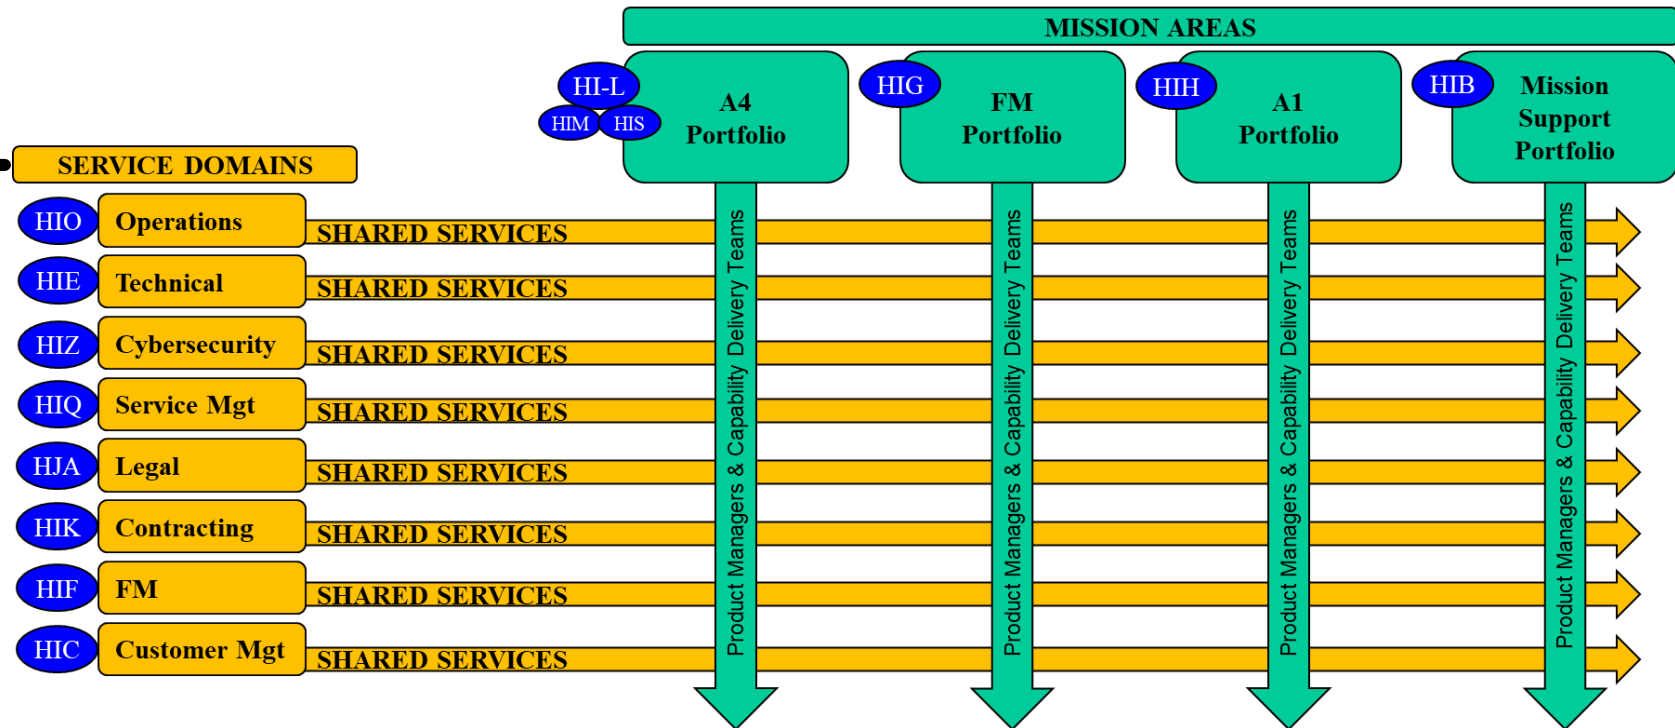 MISSION AREAS
HI-L
HIM
HIS
A4
Portfolio
HIG
FM
Portfolio
HIH
A1
Portfolio
HIB
Mission
Support
Portfolio
SERVICE DOMAINS
HIO
Operations
SHARED SERVICES
HIE
Technical
SHARED SERVICES
HIZ
Cybersecurity
SHARED SERVICES
HIQ
Service Mgt
SHARED SERVICES
HJA
Legal
SHARED SERVICES
HIK
Contracting
SHARED SERVICES
HIF
FM
SHARED SERVICES
HIC
Customer Mgt
SHARED SERVICES
Product Managers & Capability Delivery Teams
Product Managers & Capability Delivery Teams
Product Managers & Capability Delivery Teams
Product Managers & Capability Delivery Teams